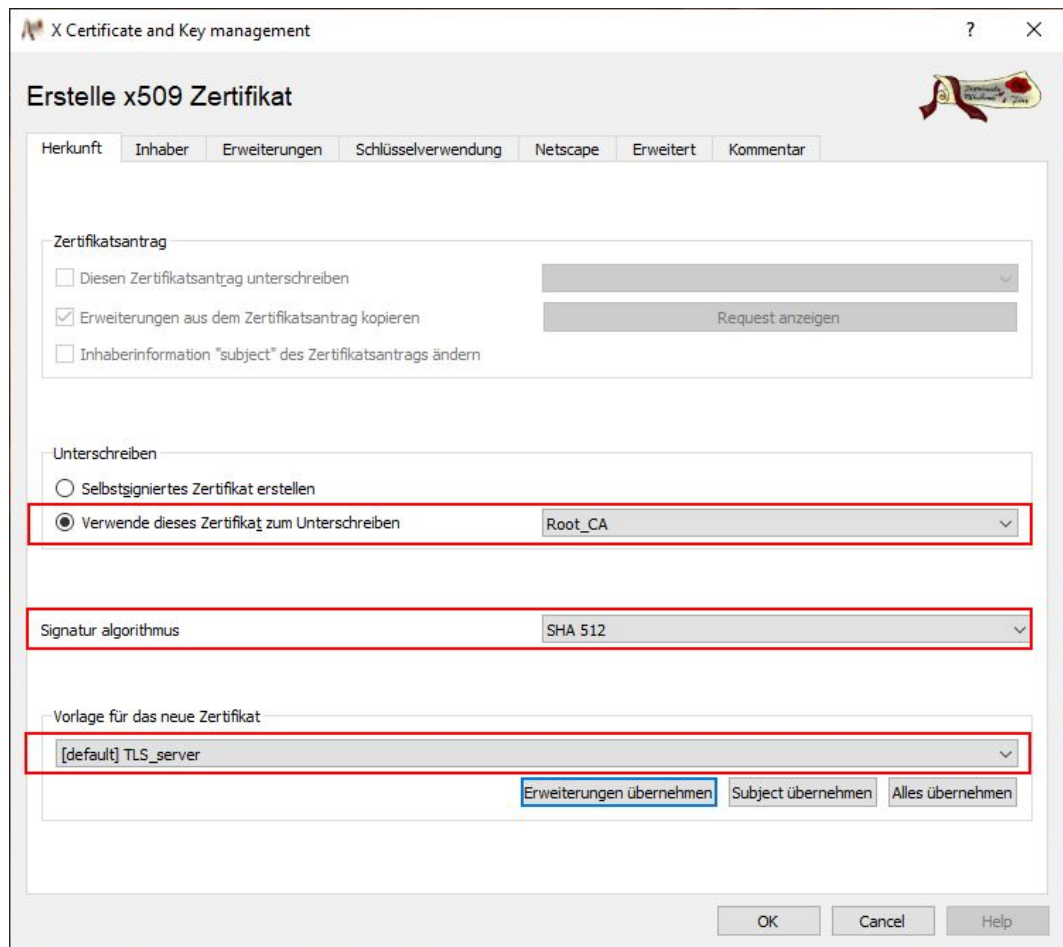 X Certificate and Key management
?
Erstelle x509 Zertifikat
Herkunft Inhaber Erweiterungen Schlüsselverwendung Netscape Erweitert Kommentar
Zertifikatsantrag
Diesen Zertifikatsantrag unterschreiben
Erweiterungen aus dem Zertifikatsantrag kopieren Request anzeigen
Inhaberinformation "subject" des Zertifikatsantrags ändern
Unterschreiben
Selbstsigniertes Zertifikat erstellen
Verwende dieses Zertifikat zum Unterschreiben Root_CA
Signatur algorithmus SHA 512
Vorlage für das neue Zertifikat
[default] TLS_server
Erweiterungen übernehmen Subject übernehmen Alles übernehmen
OK Cancel Help